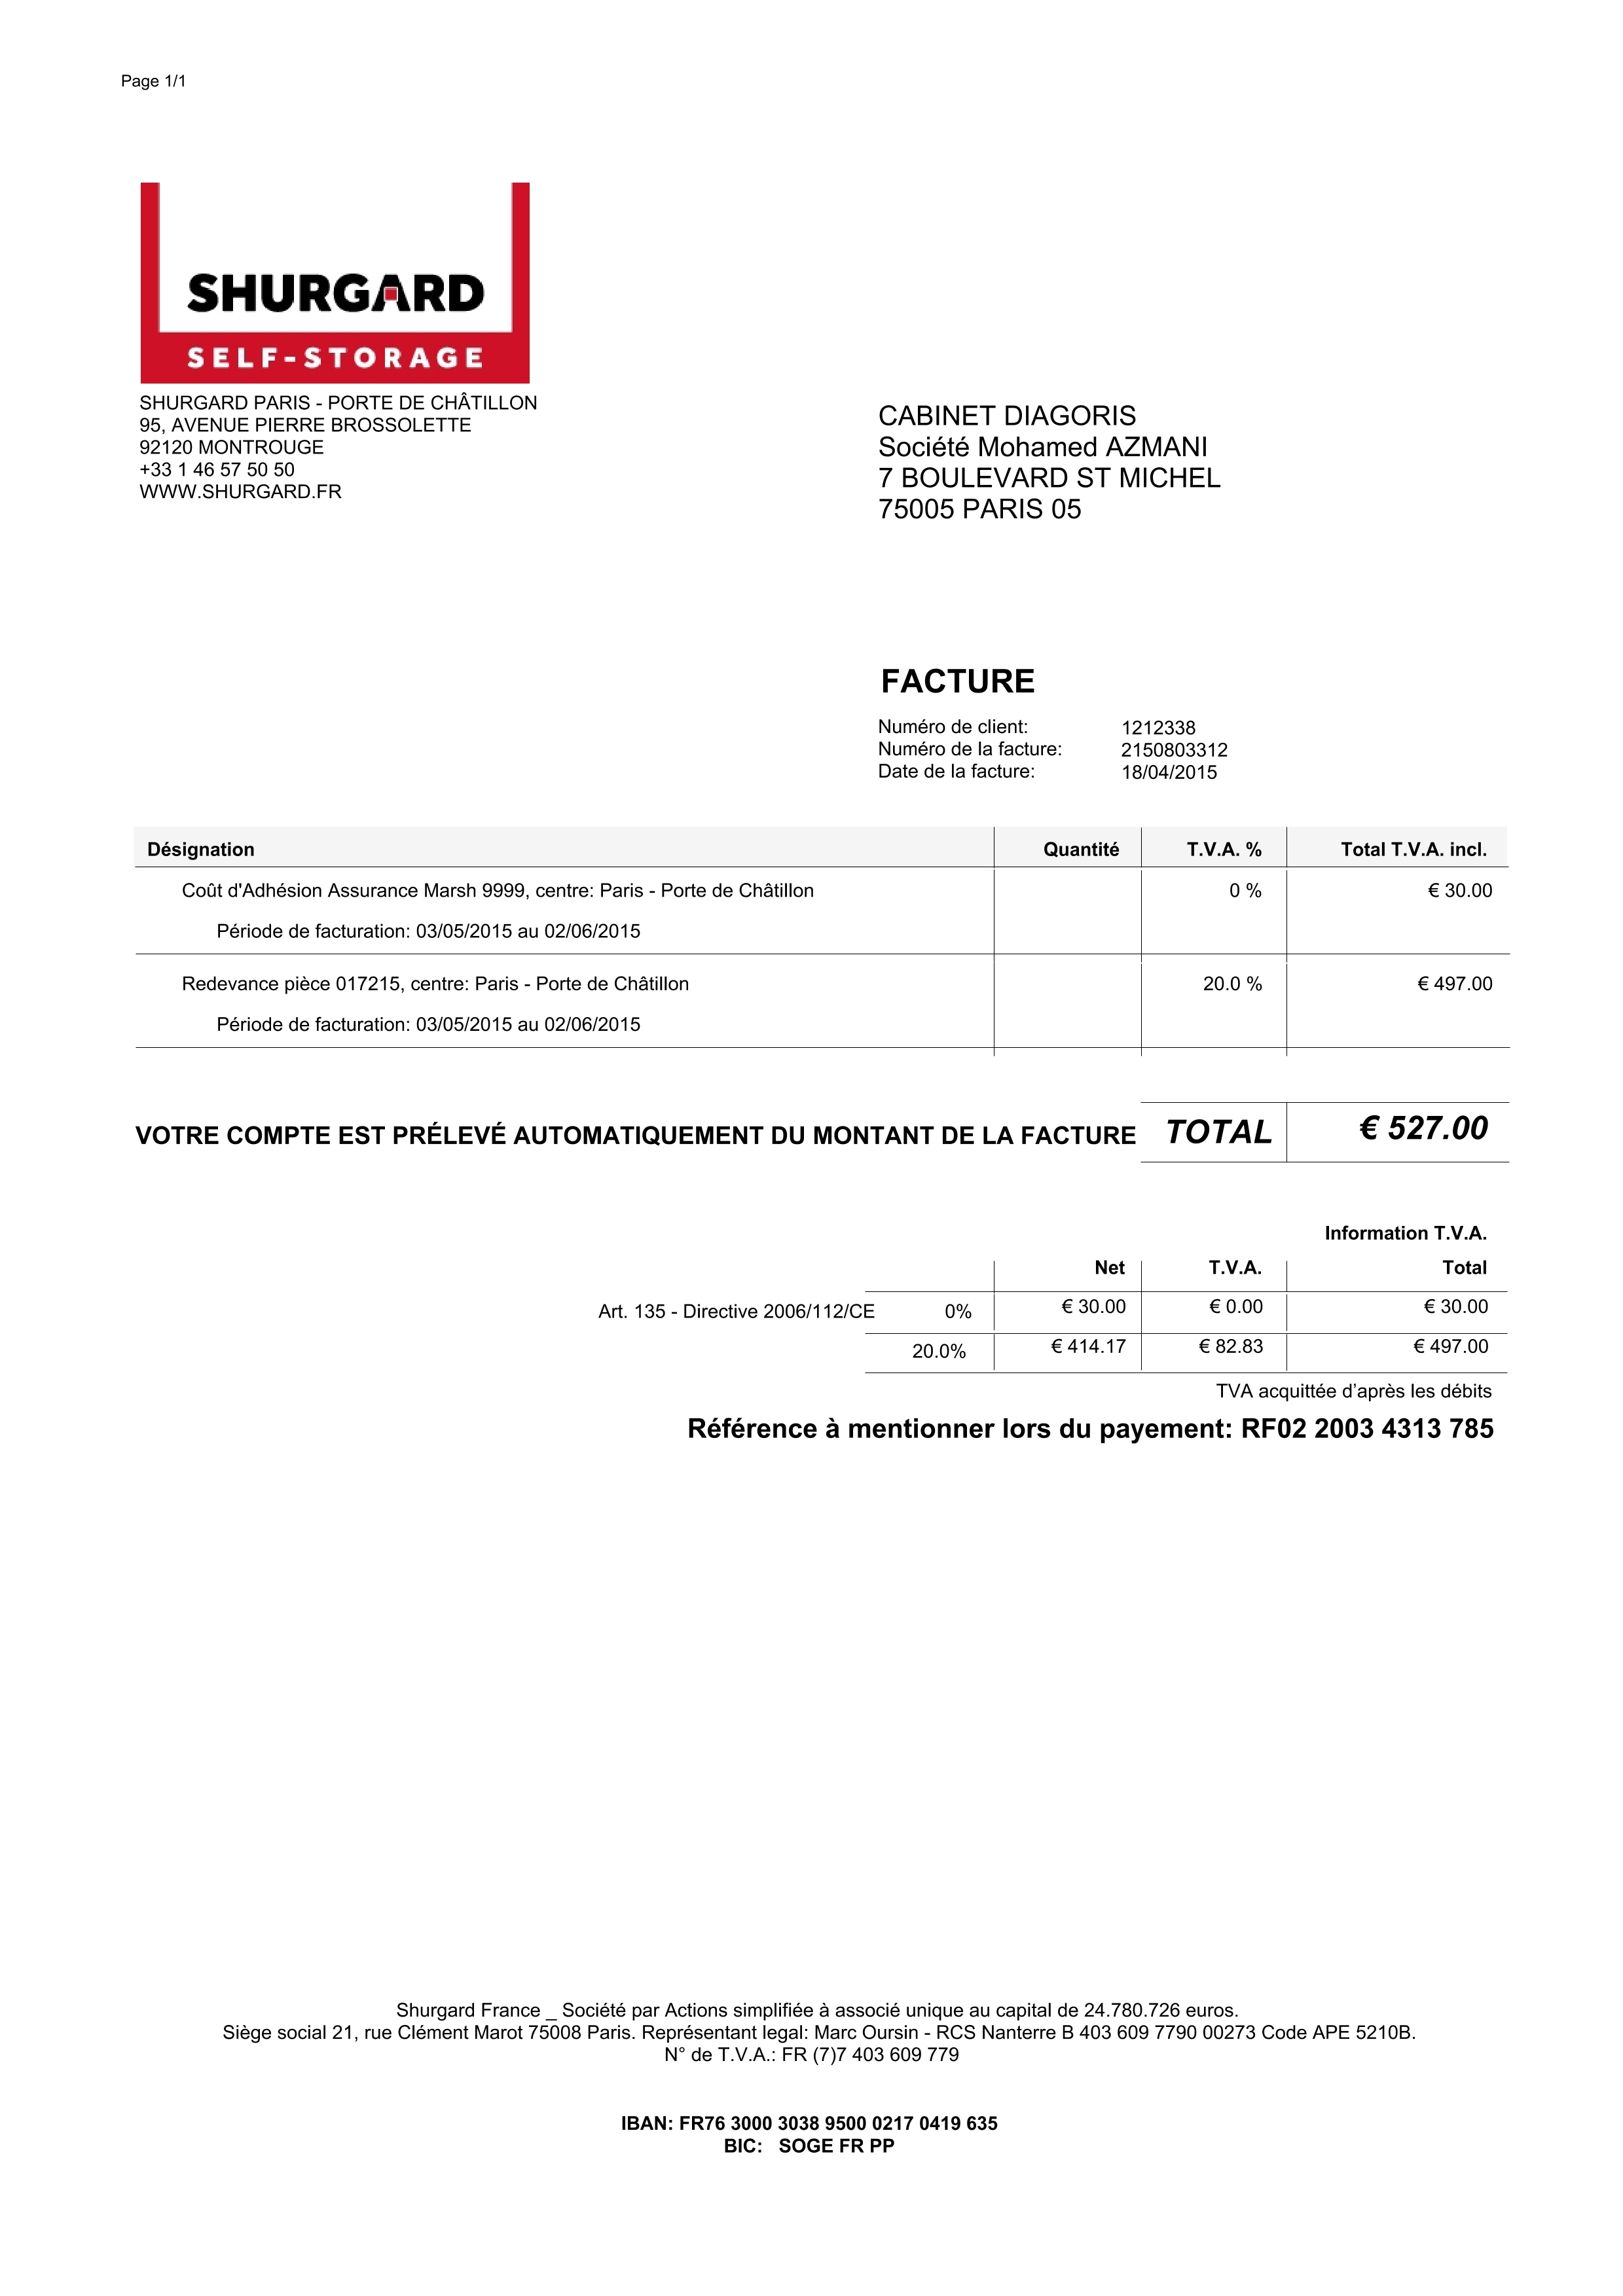 Page 1/1
SHURGARD
SELF-STORAGE
SHURGARD PARIS - PORTE DE CHÂTILLON
95, AVENUE PIERRE BROSSOLETTE
92120 MONTROUGE
+33 1 46 57 50 50
WWW.SHURGARD.FR
CABINET DIAGORIS
Société Mohamed AZMANI
7 BOULEVARD ST MICHEL
75005 PARIS 05
FACTURE
Numéro de client: 1212338
Numéro de la facture: 2150803312
Date de la facture: 18/04/2015
Désignation Quantité T.V.A. % Total T.V.A. incl.
Coût d'Adhésion Assurance Marsh 9999, centre: Paris - Porte de Châtillon 0 % € 30.00
Période de facturation: 03/05/2015 au 02/06/2015
Redevance pièce 017215, centre: Paris - Porte de Châtillon 20.0 % € 497.00
Période de facturation: 03/05/2015 au 02/06/2015
VOTRE COMPTE EST PRÉLEVÉ AUTOMATIQUEMENT DU MONTANT DE LA FACTURE TOTAL € 527.00
Information T.V.A.
Net T.V.A. Total
Art. 135 - Directive 2006/112/CE 0% € 30.00 € 0.00 € 30.00
20.0% € 414.17 € 82.83 € 497.00
TVA acquittée d’après les débits
Référence à mentionner lors du payement: RF02 2003 4313 785
Shurgard France _ Société par Actions simplifiée à associé unique au capital de 24.780.726 euros.
Siège social 21, rue Clément Marot 75008 Paris. Représentant legal: Marc Oursin - RCS Nanterre B 403 609 7790 00273 Code APE 5210B.
N° de T.V.A.: FR (7)7 403 609 779
IBAN: FR76 3000 3038 9500 0217 0419 635
BIC: SOGE FR PP